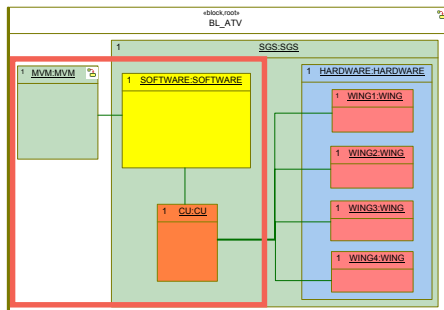 «block,root»
BL_ATV
1 SGS:SGS
1 MVM:MVM
1 SOFTWARE:SOFTWARE
1 HARDWARE:HARDWARE
1 WING1:WING
1 WING2:WING
1 CU:CU
1 WING3:WING
1 WING4:WING